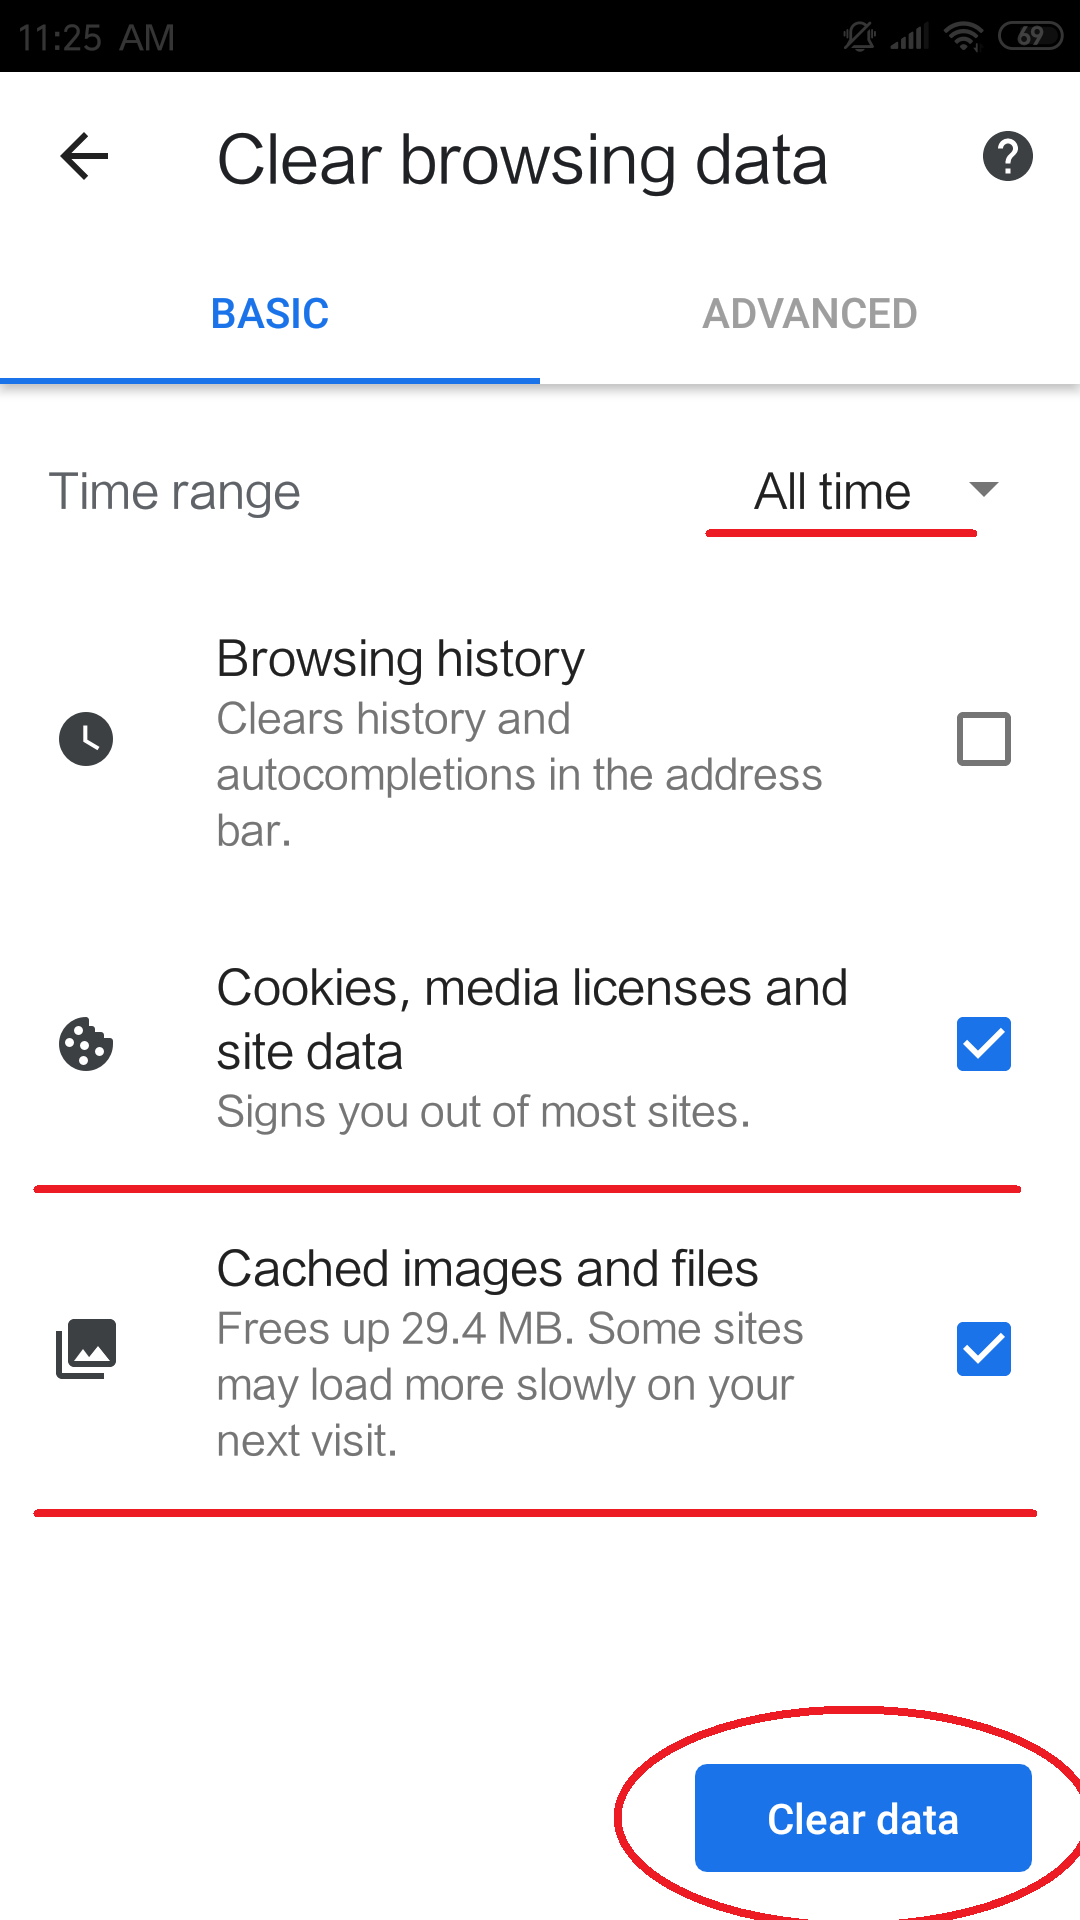 11:25 AM
69
Clear browsing data
?
BASIC
ADVANCED
Time range
All time
Browsing history
Clears history and
autocompletions in the address
bar.
Cookies, media licenses and
site data
Signs you out of most sites.
Cached images and files
Frees up 29.4 MB. Some sites
may load more slowly on your
next visit.
Clear data